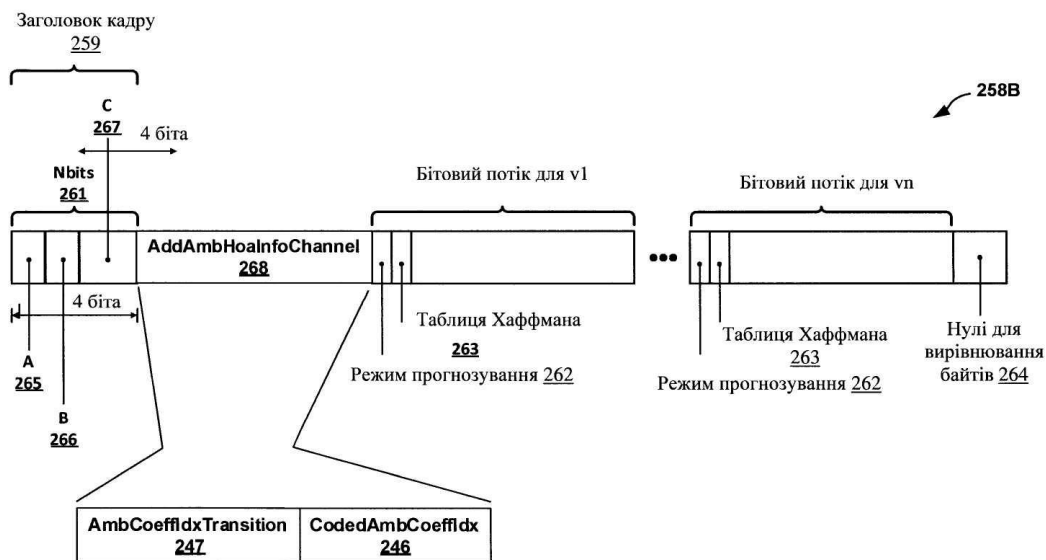 Заголовок кадру
259
258B
C
267
4 біта
Nbits
261
Бітовий потік для v1
Бітовий потік для vn
AddAmbHoaInfoChannel
268
4 біта
A
265
B
266
Таблиця Хаффмана
263
Режим прогнозування 262
Таблиця Хаффмана
263
Режим прогнозування 262
Нулі для
вирівнювання
байтів 264
AmbCoeffIdxTransition
247
CodedAmbCoeffIdx
246